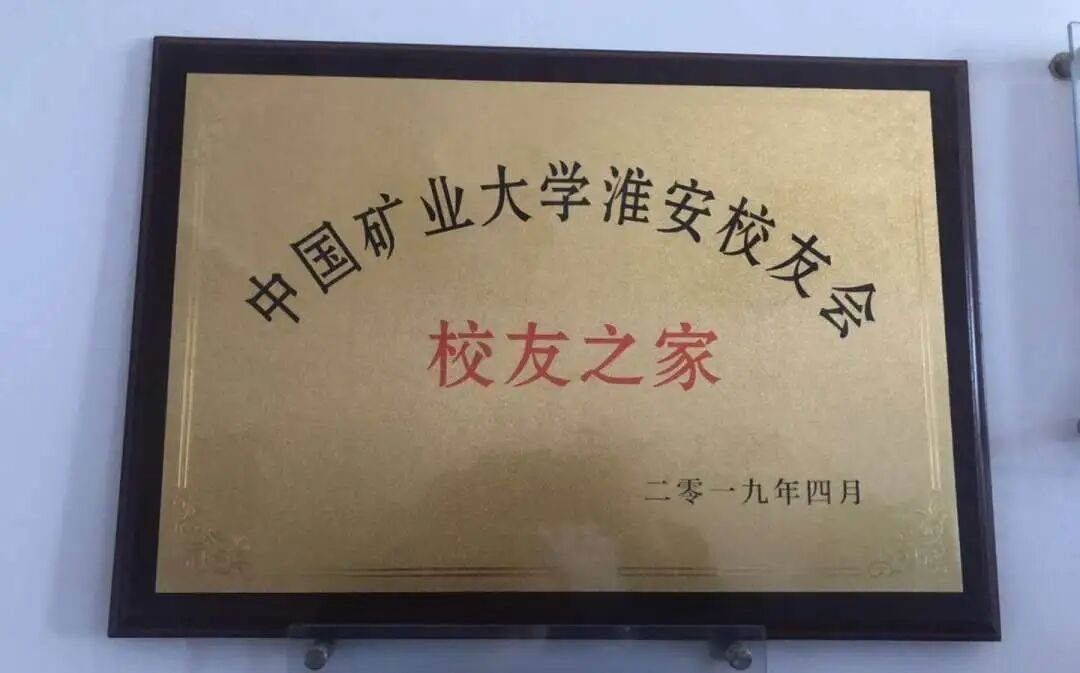 中国矿业大学淮安校友会
校友之家
二零一九年四月